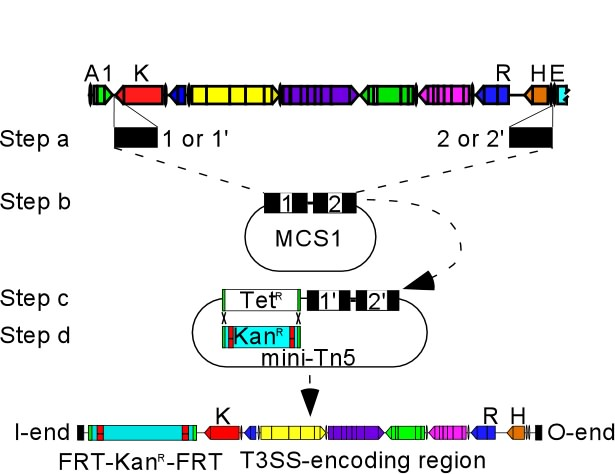 A 1 K R H E
Step a 1 or 1' 2 or 2'
Step b 1 2
MCS1
Step c Tetᴿ 1' 2'
Step d Kanᴿ
mini-Tn5
K R H
I-end O-end
FRT-Kanᴿ-FRT T3SS-encoding region